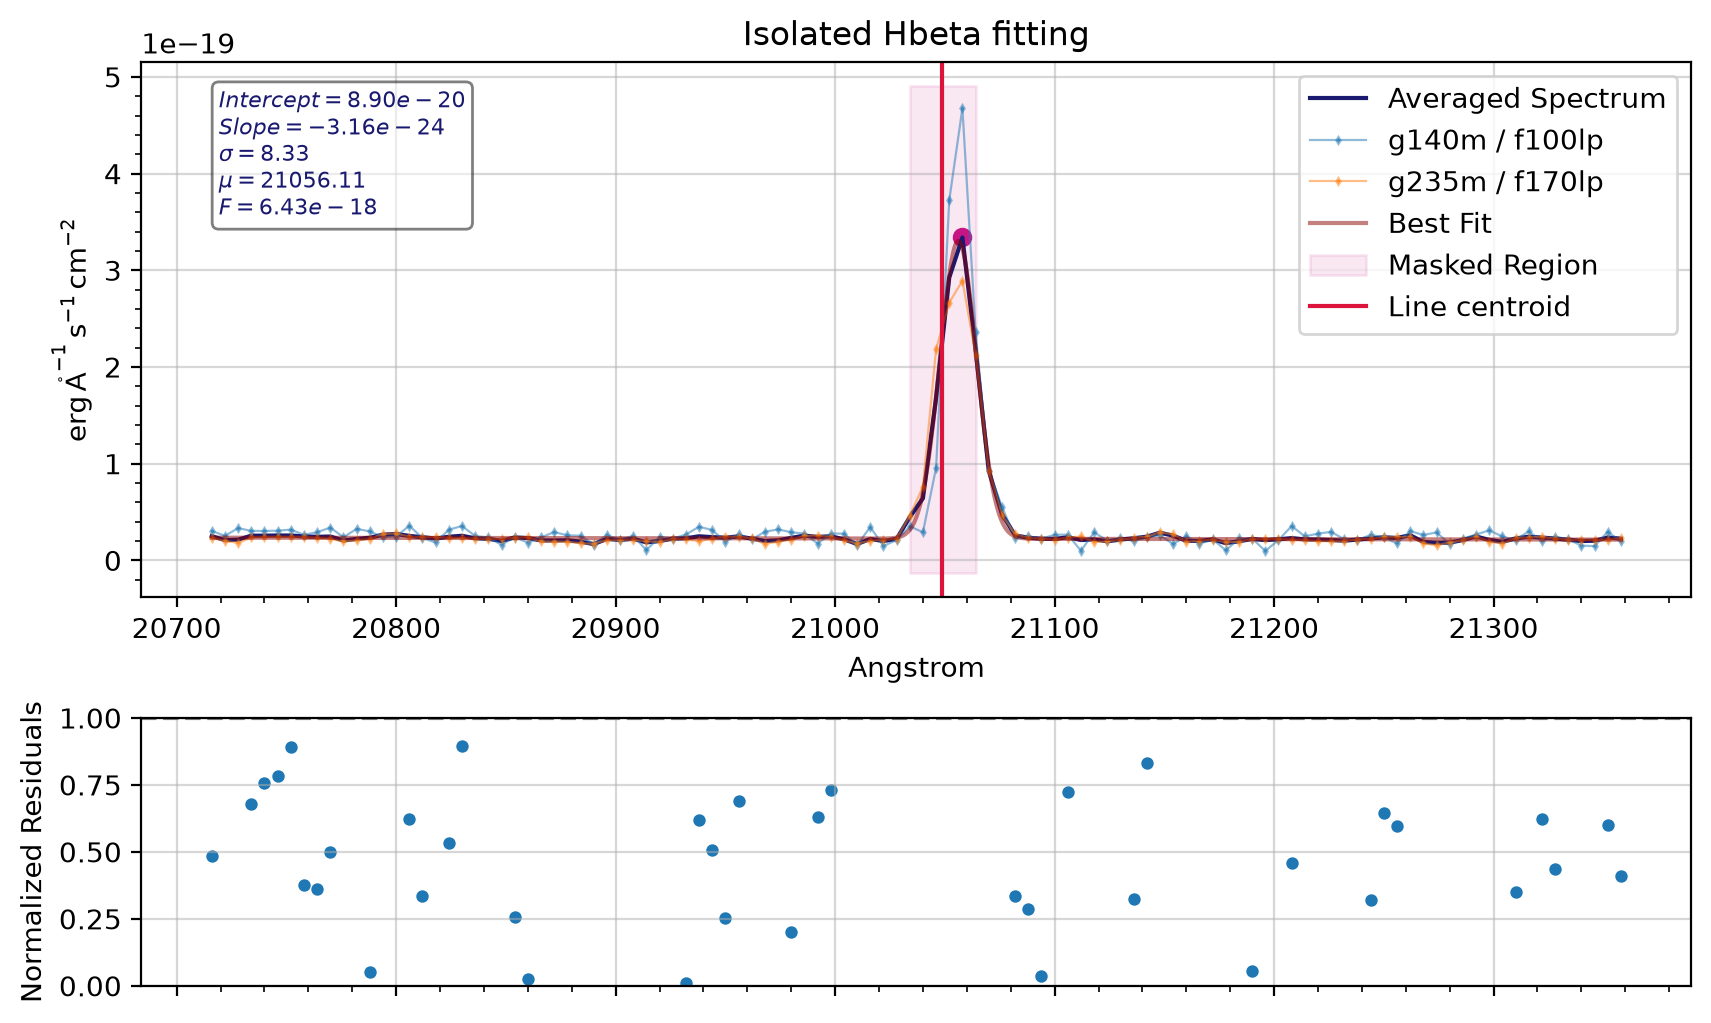 Isolated Hbeta fitting
1e−19
5
4
3
2
1
0
erg Å⁻¹ s⁻¹ cm⁻²
Intercept = 8.90e − 20
Slope = −3.16e − 24
σ = 8.33
μ = 21056.11
F = 6.43e − 18
Averaged Spectrum
g140m / f100lp
g235m / f170lp
Best Fit
Masked Region
Line centroid
20700 20800 20900 21000 21100 21200 21300
Angstrom
Normalized Residuals
1.00
0.75
0.50
0.25
0.00